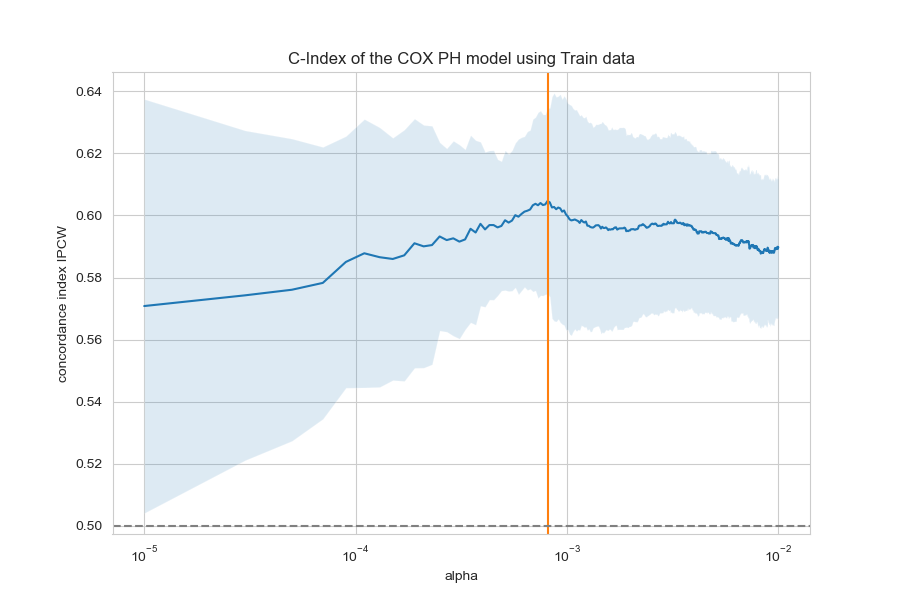 C-Index of the COX PH model using Train data
concordance index IPCW
0.64
0.62
0.60
0.58
0.56
0.54
0.52
0.50
10⁻⁵ 10⁻⁴ 10⁻³ 10⁻²
alpha